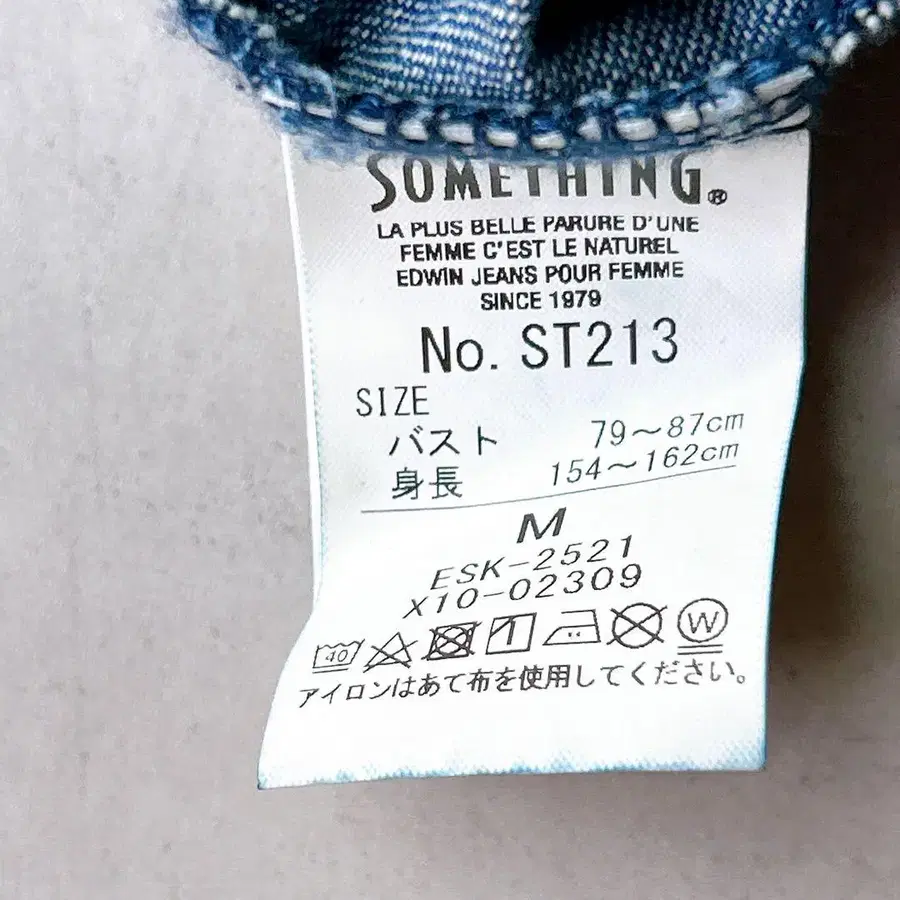 SOMETHING®
LA PLUS BELLE PARURE D'UNE
FEMME C'EST LE NATUREL
EDWIN JEANS POUR FEMME
SINCE 1979
No. ST213
SIZE
バスト 79～87cm
身長 154～162cm
M
ESK-2521
X10-02309
40 W
アイロンはあて布を使用してください。